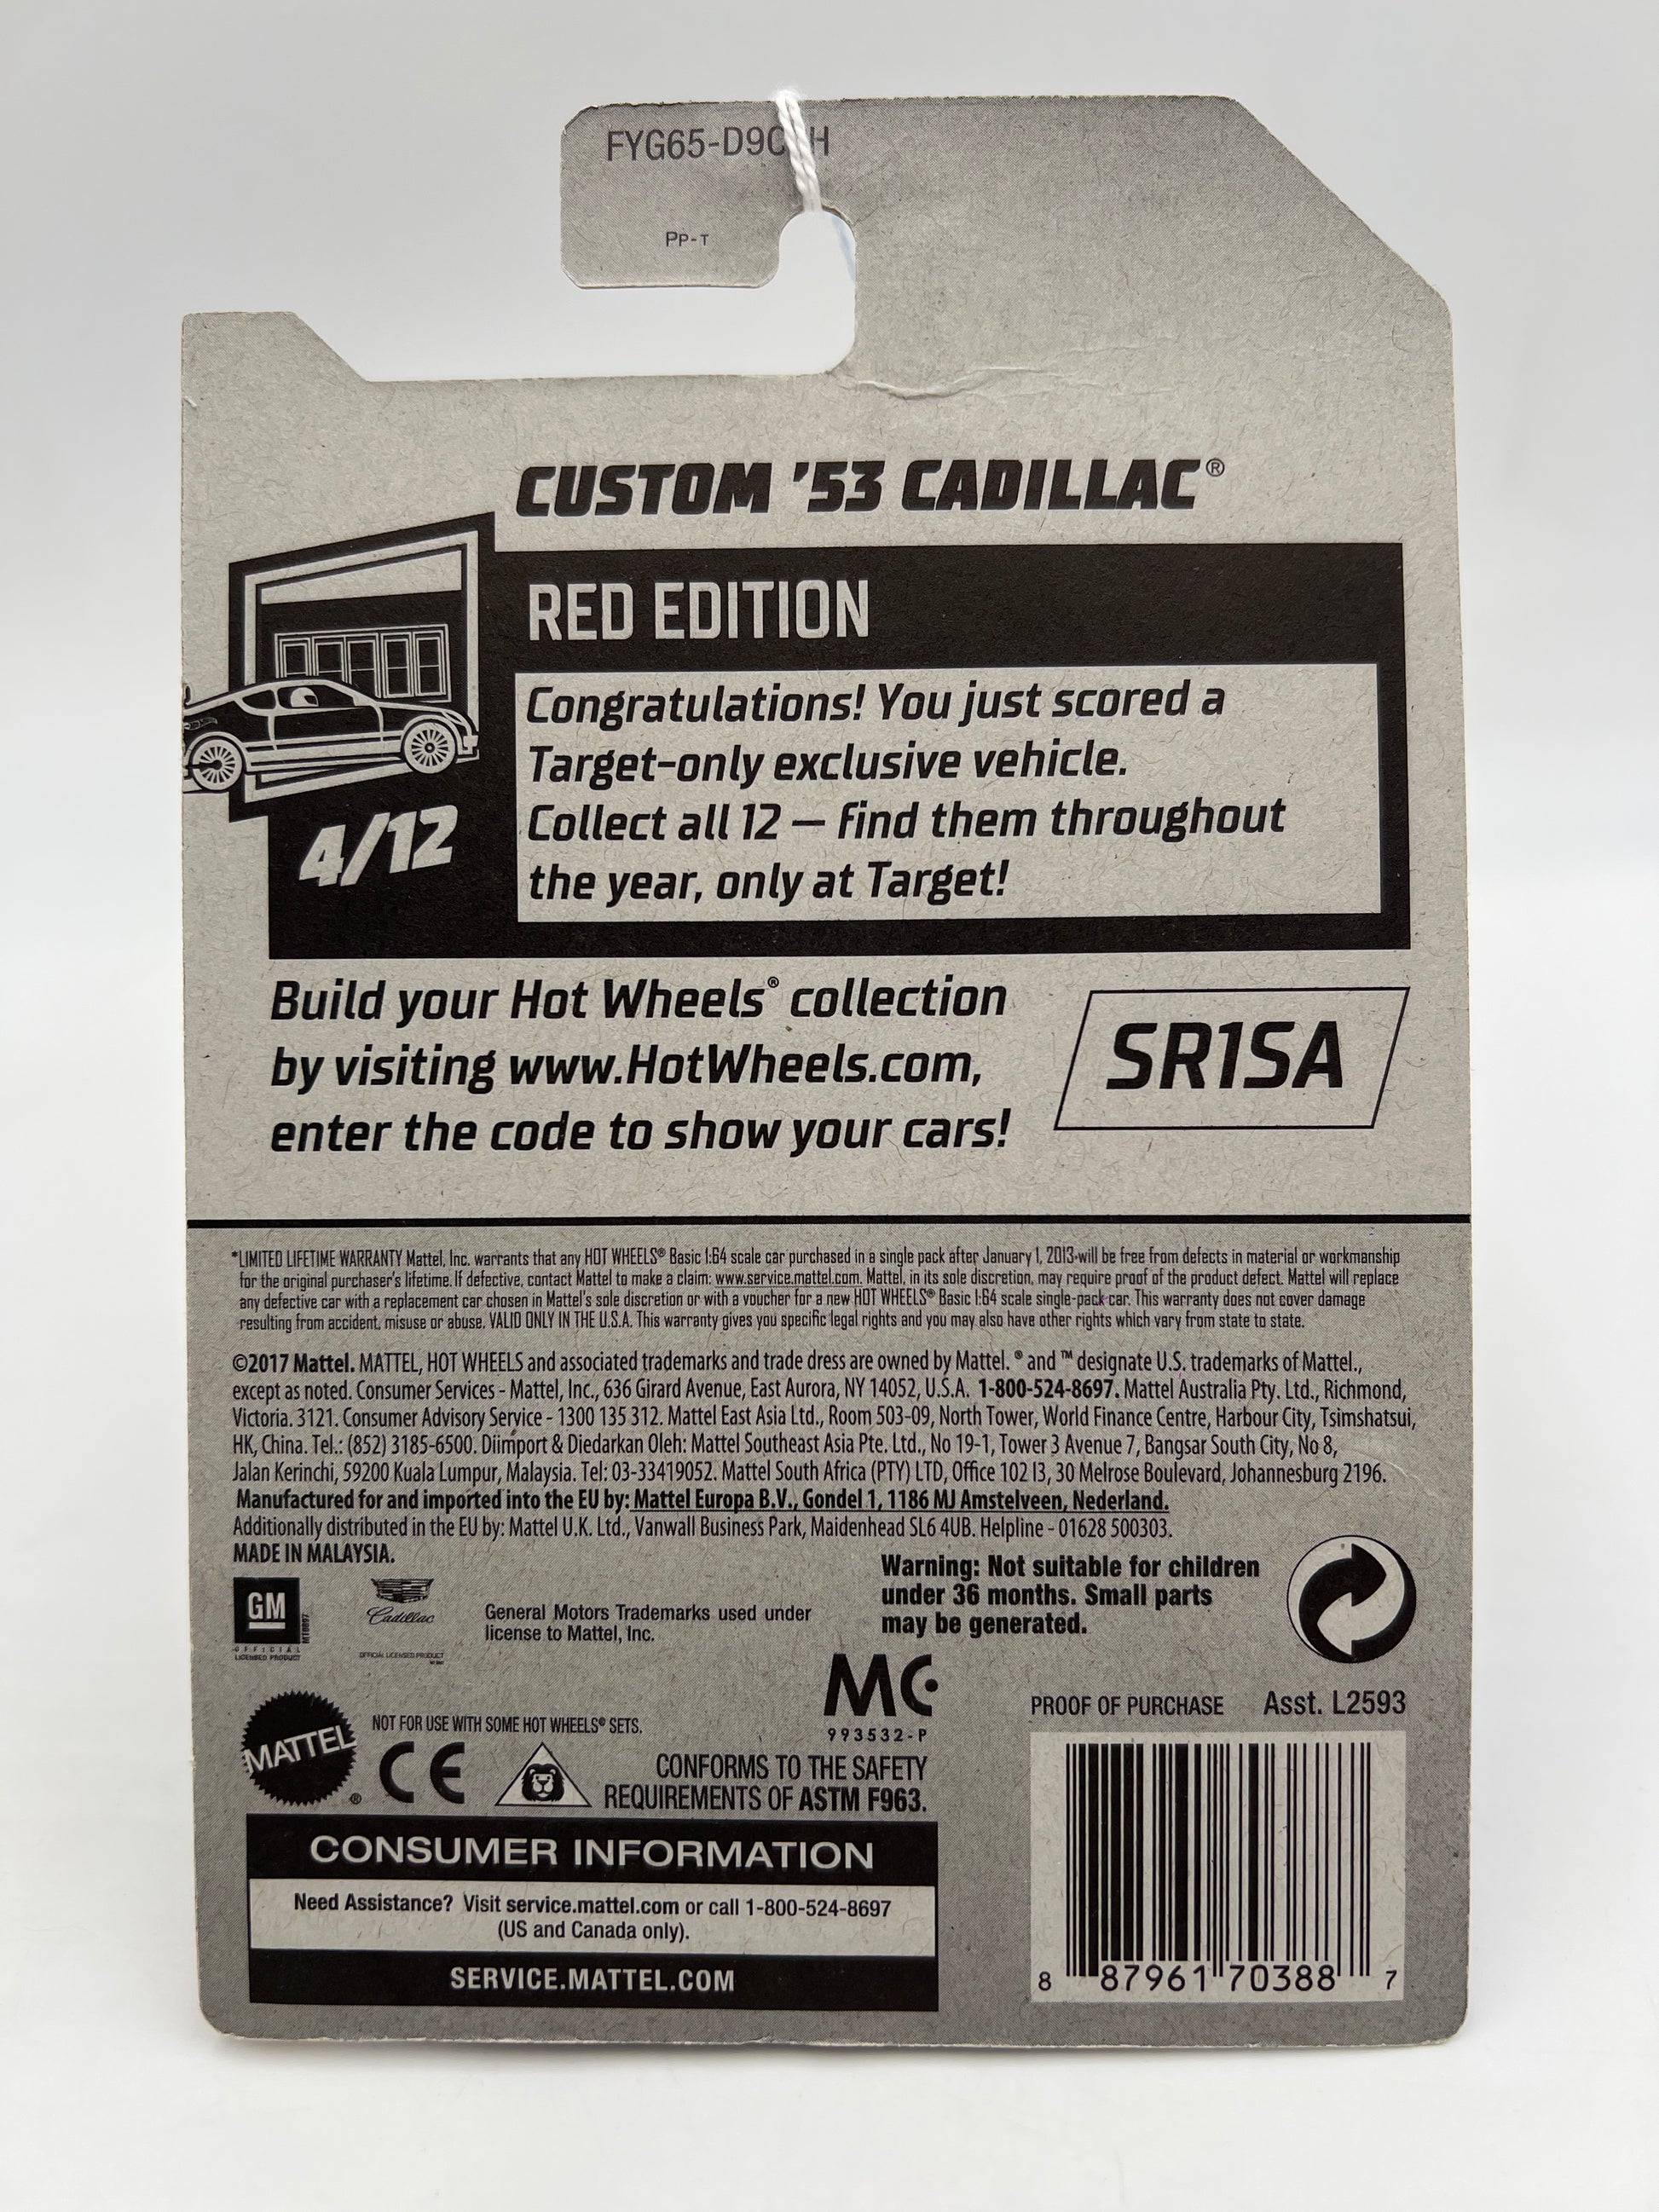 Pp-T
CUSTOM '53 CADILLAC®
RED EDITION
Congratulations! You just scored a
Target-only exclusive vehicle.
Collect all 12 – find them throughout
the year, only at Target!
4/12
Build your Hot Wheels® collection
by visiting www.HotWheels.com,
enter the code to show your cars!
SR1SA
*LIMITED LIFETIME WARRANTY Mattel, Inc. warrants that any HOT WHEELS® Basic 1:64 scale car purchased in a single pack after January 1, 2013 will be free from defects in material or workmanship
for the original purchaser's lifetime. If defective, contact Mattel to make a claim: www.service.mattel.com. Mattel, in its sole discretion, may require proof of the product defect. Mattel will replace
any defective car with a replacement car chosen in Mattel's sole discretion or with a voucher for a new HOT WHEELS® Basic 1:64 scale single-pack car. This warranty does not cover damage
resulting from accident, misuse or abuse. VALID ONLY IN THE U.S.A. This warranty gives you specific legal rights and you may also have other rights which vary from state to state.
©2017 Mattel. MATTEL, HOT WHEELS and associated trademarks and trade dress are owned by Mattel. ® and ™ designate U.S. trademarks of Mattel.,
except as noted. Consumer Services - Mattel, Inc., 636 Girard Avenue, East Aurora, NY 14052, U.S.A. 1-800-524-8697. Mattel Australia Pty. Ltd., Richmond,
Victoria. 3121. Consumer Advisory Service - 1300 135 312. Mattel East Asia Ltd., Room 503-09, North Tower, World Finance Centre, Harbour City, Tsimshatsui,
HK, China. Tel.: (852) 3185-6500. Diimport & Diedarkan Oleh: Mattel Southeast Asia Pte. Ltd., No 19-1, Tower 3 Avenue 7, Bangsar South City, No 8,
Jalan Kerinchi, 59200 Kuala Lumpur, Malaysia. Tel: 03-33419052. Mattel South Africa (PTY) LTD, Office 102 I3, 30 Melrose Boulevard, Johannesburg 2196.
Manufactured for and imported into the EU by: Mattel Europa B.V., Gondel 1, 1186 MJ Amstelveen, Nederland.
Additionally distributed in the EU by: Mattel U.K. Ltd., Vanwall Business Park, Maidenhead SL6 4UB. Helpline - 01628 500303.
MADE IN MALAYSIA.
Warning: Not suitable for children
under 36 months. Small parts
may be generated.
GM
OFFICIAL
LICENSED PRODUCT
Cadillac
OFFICIAL LICENSED PRODUCT
General Motors Trademarks used under
license to Mattel, Inc.
MC
993532-P
PROOF OF PURCHASE Asst. L2593
MATTEL®
NOT FOR USE WITH SOME HOT WHEELS® SETS.
CE
CONFORMS TO THE SAFETY
REQUIREMENTS OF ASTM F963.
CONSUMER INFORMATION
Need Assistance? Visit service.mattel.com or call 1-800-524-8697
(US and Canada only).
SERVICE.MATTEL.COM
8 87961 70388 7